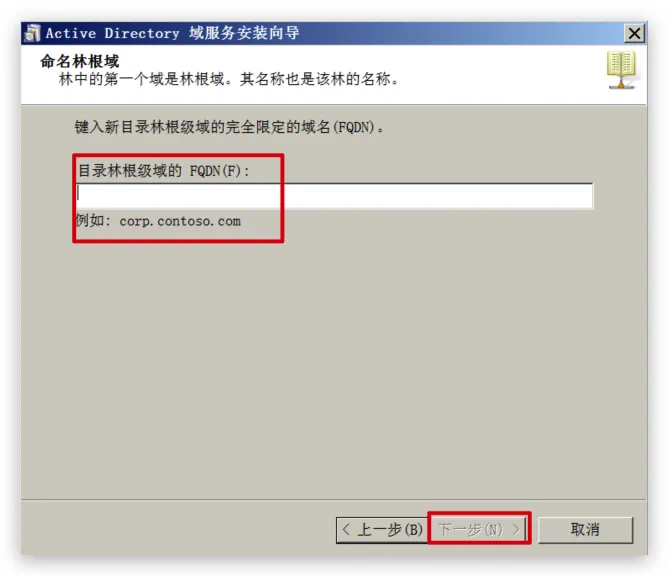 Active Directory 域服务安装向导
命名林根域
林中的第一个域是林根域。其名称也是该林的名称。
键入新目录林根级域的完全限定的域名(FQDN)。
目录林根级域的 FQDN(F):
例如: corp.contoso.com
< 上一步(B) 下一步(N) > 取消